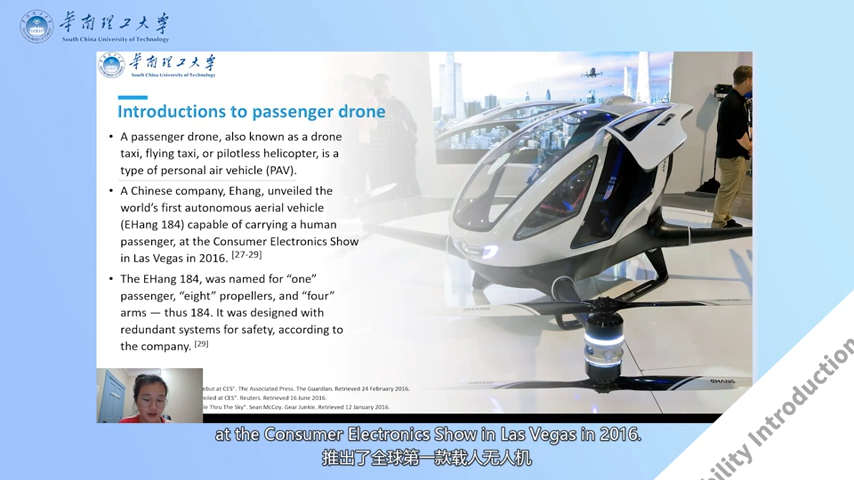 华南理工大学
South China University of Technology
华南理工大学
South China University of Technology
Introductions to passenger drone
• A passenger drone, also known as a drone
taxi, flying taxi, or pilotless helicopter, is a
type of personal air vehicle (PAV).
• A Chinese company, Ehang, unveiled the
world's first autonomous aerial vehicle
(EHang 184) capable of carrying a human
passenger, at the Consumer Electronics Show
in Las Vegas in 2016. [27-29]
• The EHang 184, was named for “one”
passenger, “eight” propellers, and “four”
arms — thus 184. It was designed with
redundant systems for safety, according to
the company. [29]
ebut at CES". The Associated Press. The Guardian. Retrieved 24 February 2016.
veiled at CES". Reuters. Retrieved 16 June 2016.
le Thru The Sky". Sean McCoy. Gear Junkie. Retrieved 12 January 2016.
EHANG
at the Consumer Electronics Show in Las Vegas in 2016.
推出了全球第一款载人无人机
bility Introduction